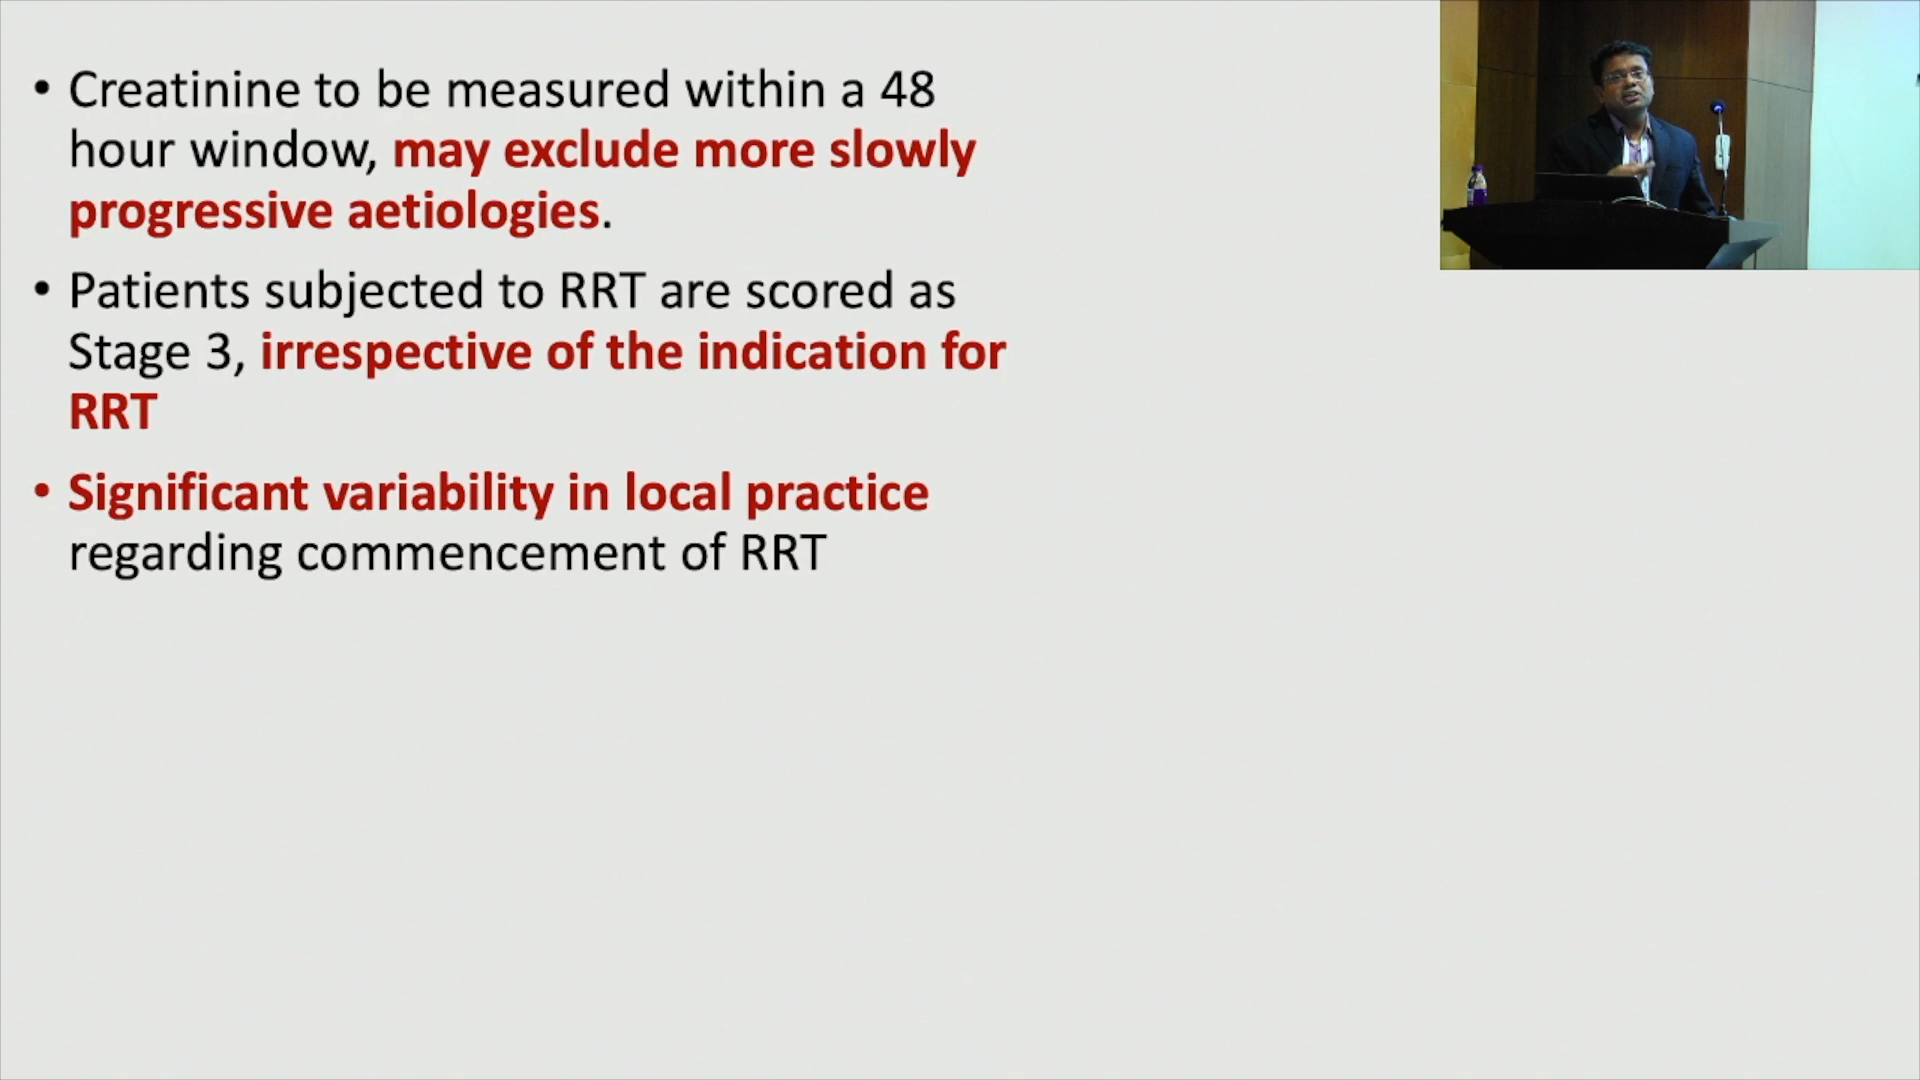 • Creatinine to be measured within a 48
hour window, may exclude more slowly
progressive aetiologies.
• Patients subjected to RRT are scored as
Stage 3, irrespective of the indication for
RRT
• Significant variability in local practice
regarding commencement of RRT